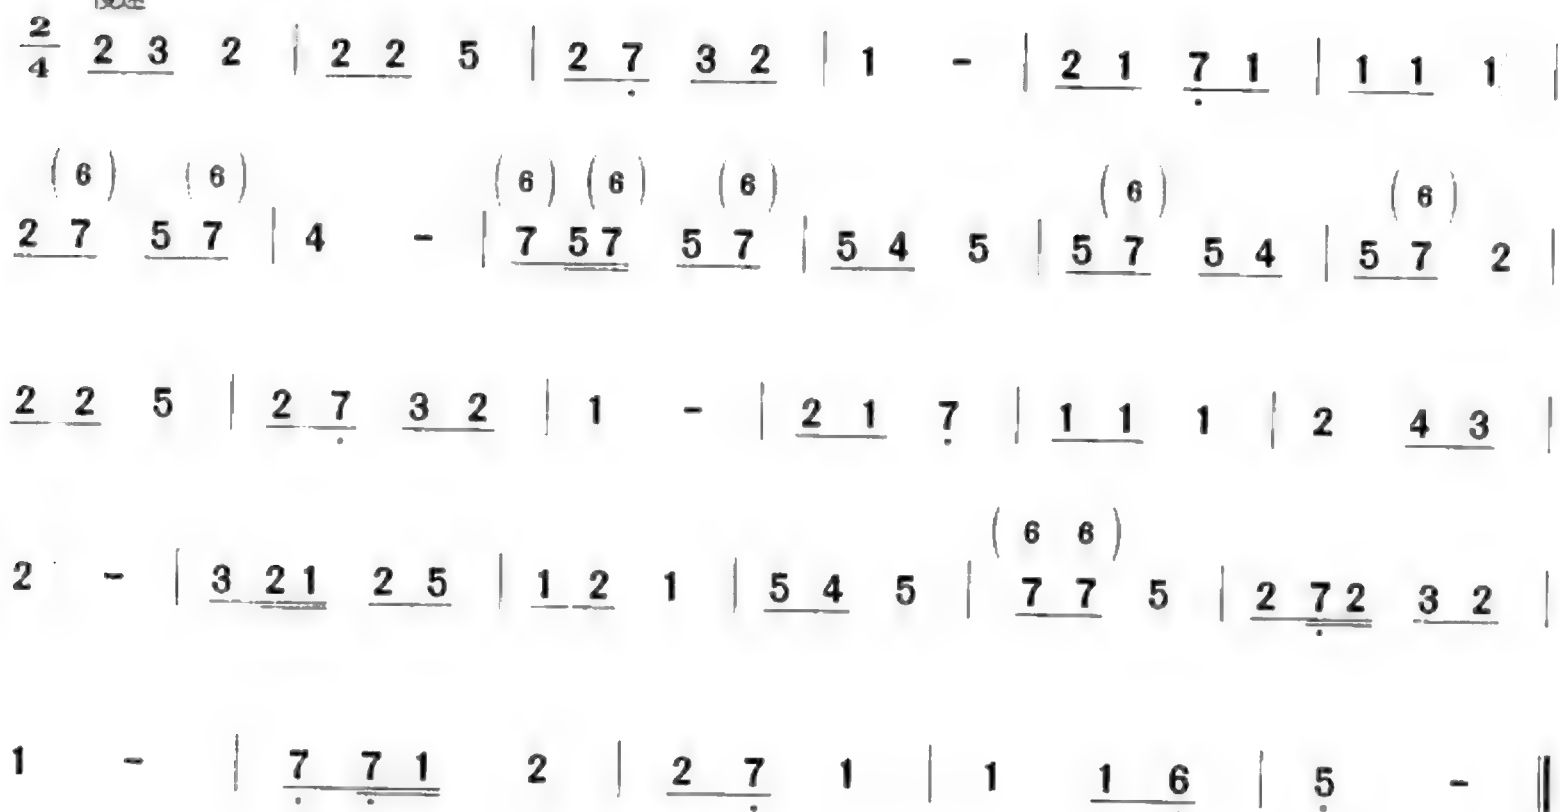 2/4 2 3 2 | 2 2 5 | 2 7 3 2 | 1 - | 2 1 7 1 | 1 1 1 |
(6) (6) (6) (6) (6) (6) (6)
2 7 5 7 | 4 - | 7 5 7 5 7 | 5 4 5 | 5 7 5 4 | 5 7 2 |
2 2 5 | 2 7 3 2 | 1 - | 2 1 7 | 1 1 1 | 2 4 3 |
(6 6)
2 - | 3 2 1 2 5 | 1 2 1 | 5 4 5 | 7 7 5 | 2 7 2 3 2 |
1 - | 7 7 1 2 | 2 7 1 | 1 1 6 | 5 - ‖